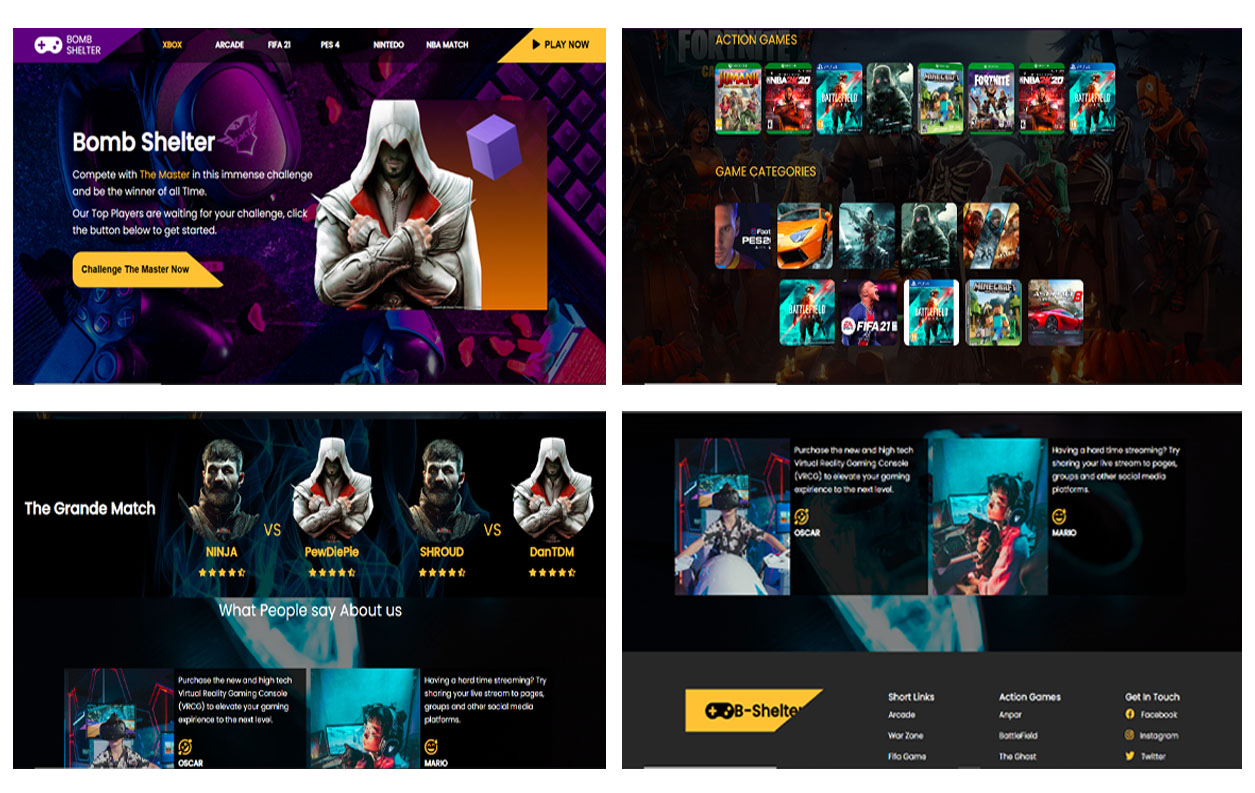 BOMB
SHELTER
XBOX
ARCADE
FIFA 21
PES 4
NINTEDO
NBA MATCH
PLAY NOW
Bomb Shelter
Compete with The Master in this immense challenge
and be the winner of all Time.
Our Top Players are waiting for your challenge, click
the button below to get started.
Challenge The Master Now
ACTION GAMES
JUMANJI
NBA2K20
BATTLEFIELD
MINECRAFT
FORTNITE
NBA2K20
BATTLEFIELD
GAME CATEGORIES
BATTLEFIELD
FIFA 21
BATTLEFIELD
MINECRAFT
The Grande Match
VS
VS
NINJA
PewDiePie
SHROUD
DanTDM
What People say About us
Purchase the new and high tech
Virtual Reality Gaming Console
(VRCG) to elevate your gaming
expirience to the next level.
OSCAR
Having a hard time streaming? Try
sharing your live stream to pages,
groups and other social media
platforms.
MARIO
Purchase the new and high tech
Virtual Reality Gaming Console
(VRCG) to elevate your gaming
expirience to the next level.
OSCAR
Having a hard time streaming? Try
sharing your live stream to pages,
groups and other social media
platforms.
MARIO
B-Shelter
Short Links
Arcade
War Zone
Fifa Game
Action Games
Anpar
BattleField
The Ghost
Get In Touch
Facebook
Instagram
Twitter